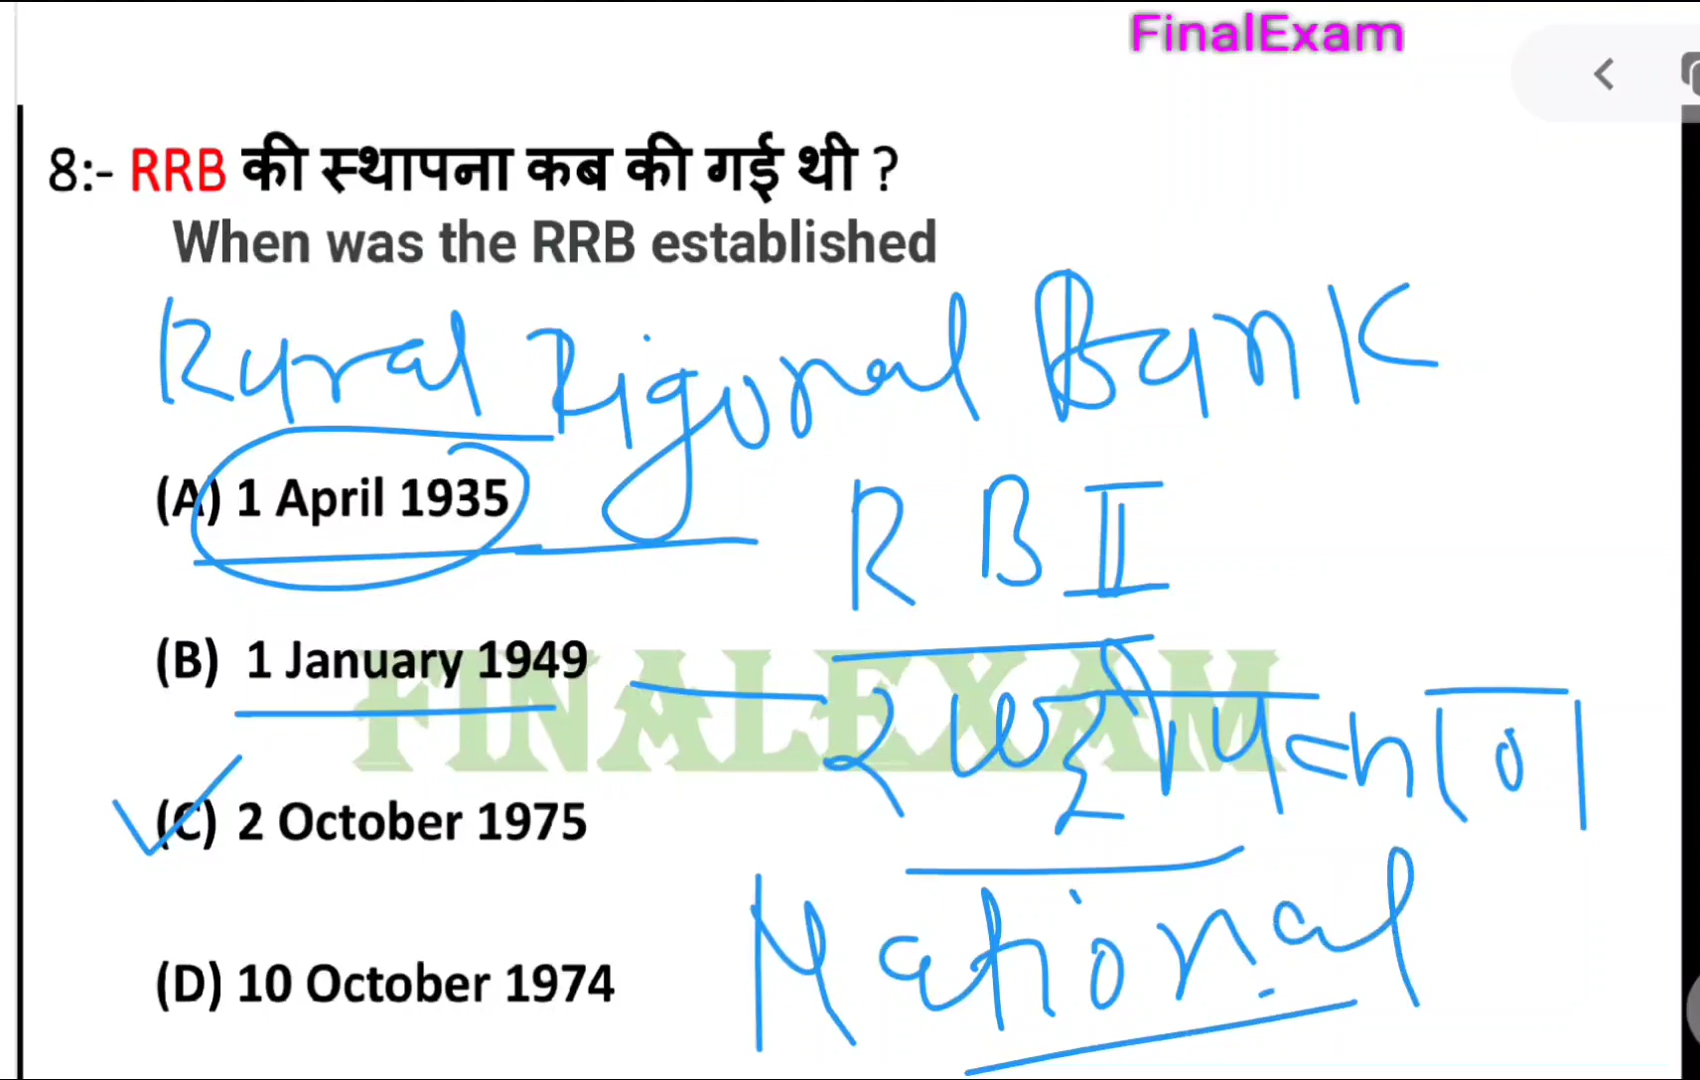 FinalExam
8:- RRB की स्थापना कब की गई थी ?
When was the RRB established
Rural Rigonal Bank
(A) 1 April 1935
R B I
(B) 1 January 1949
FINALEXAM
(C) 2 October 1975
National
(D) 10 October 1974